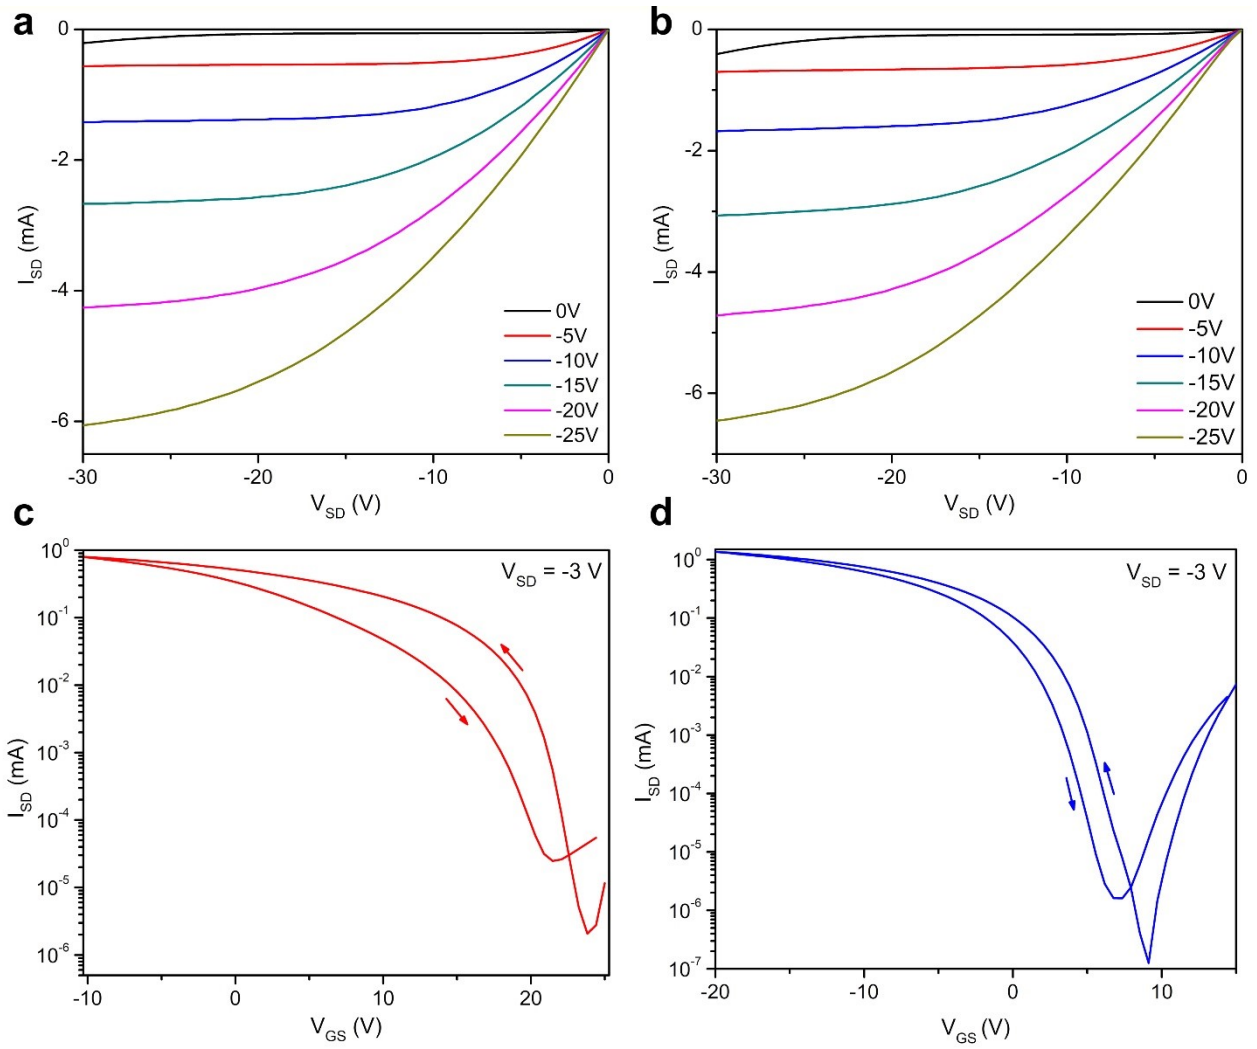 a
0
-2
-4
-6
I_SD (mA)
0V
-5V
-10V
-15V
-20V
-25V
-30
-20
-10
0
V_SD (V)
b
0
-2
-4
-6
I_SD (mA)
0V
-5V
-10V
-15V
-20V
-25V
-30
-20
-10
0
V_SD (V)
c
10^0
10^-1
10^-2
10^-3
10^-4
10^-5
10^-6
I_SD (mA)
V_SD = -3 V
-10
0
10
20
V_GS (V)
d
10^0
10^-1
10^-2
10^-3
10^-4
10^-5
10^-6
10^-7
I_SD (mA)
V_SD = -3 V
-20
-10
0
10
V_GS (V)